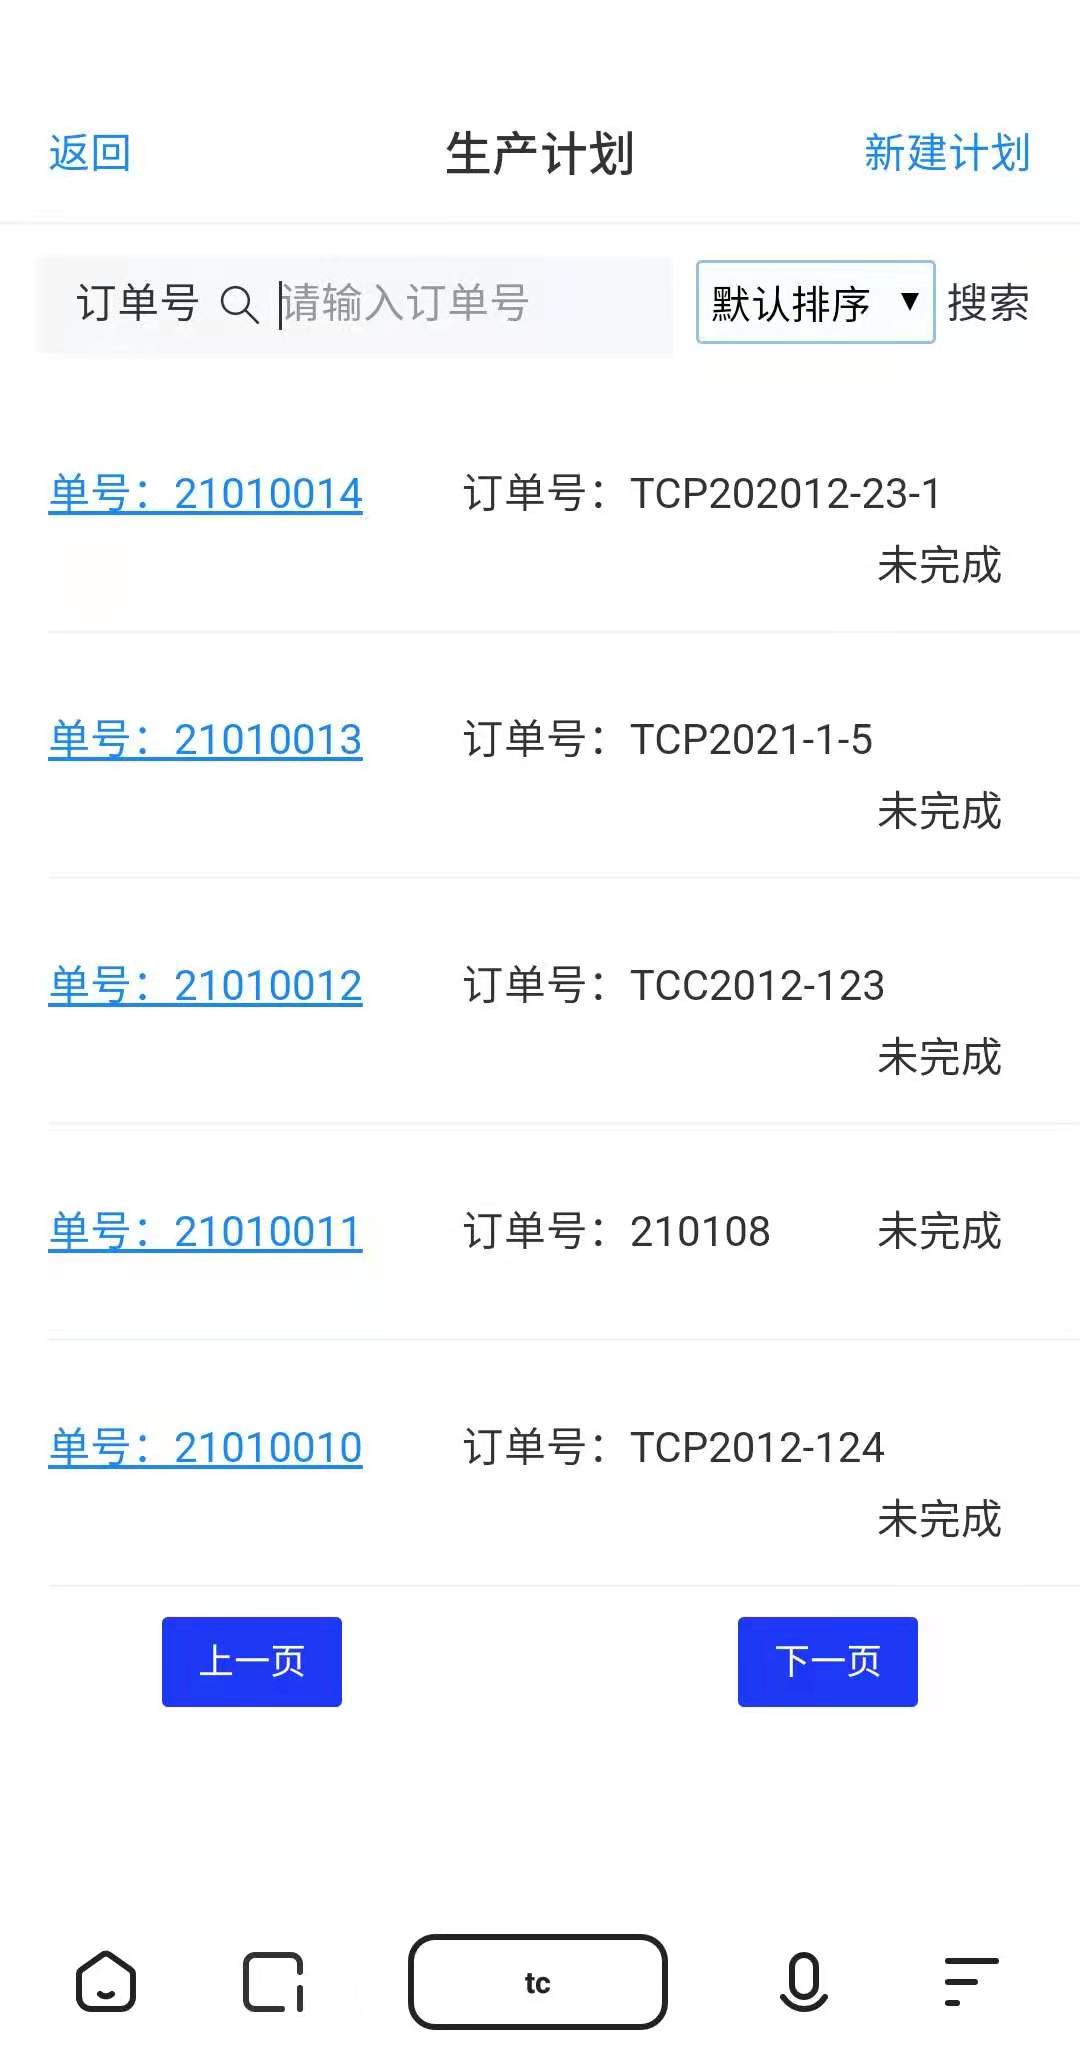 返回 生产计划 新建计划
订单号 请输入订单号 默认排序 ▼ 搜索
单号：21010014 订单号：TCP202012-23-1
未完成
单号：21010013 订单号：TCP2021-1-5
未完成
单号：21010012 订单号：TCC2012-123
未完成
单号：21010011 订单号：210108 未完成
单号：21010010 订单号：TCP2012-124
未完成
上一页 下一页
tc